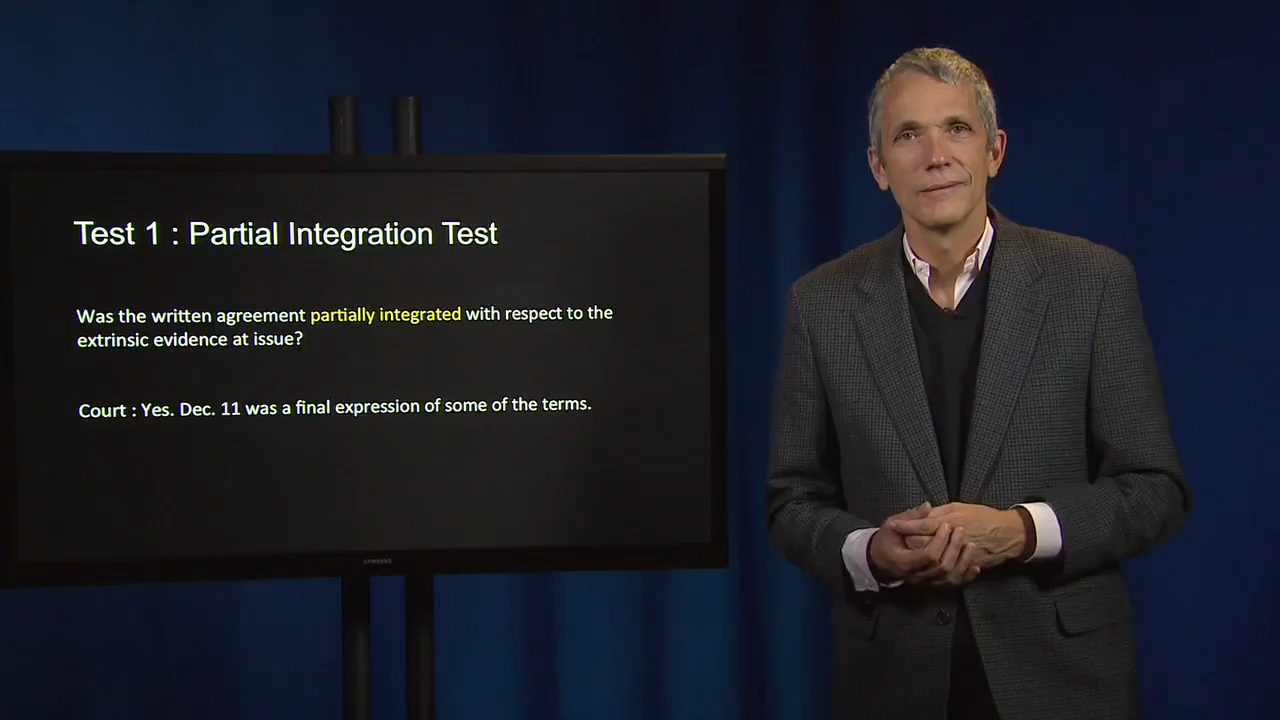 Test 1 : Partial Integration Test
Was the written agreement partially integrated with respect to the
extrinsic evidence at issue?
Court : Yes. Dec. 11 was a final expression of some of the terms.
SAMSUNG